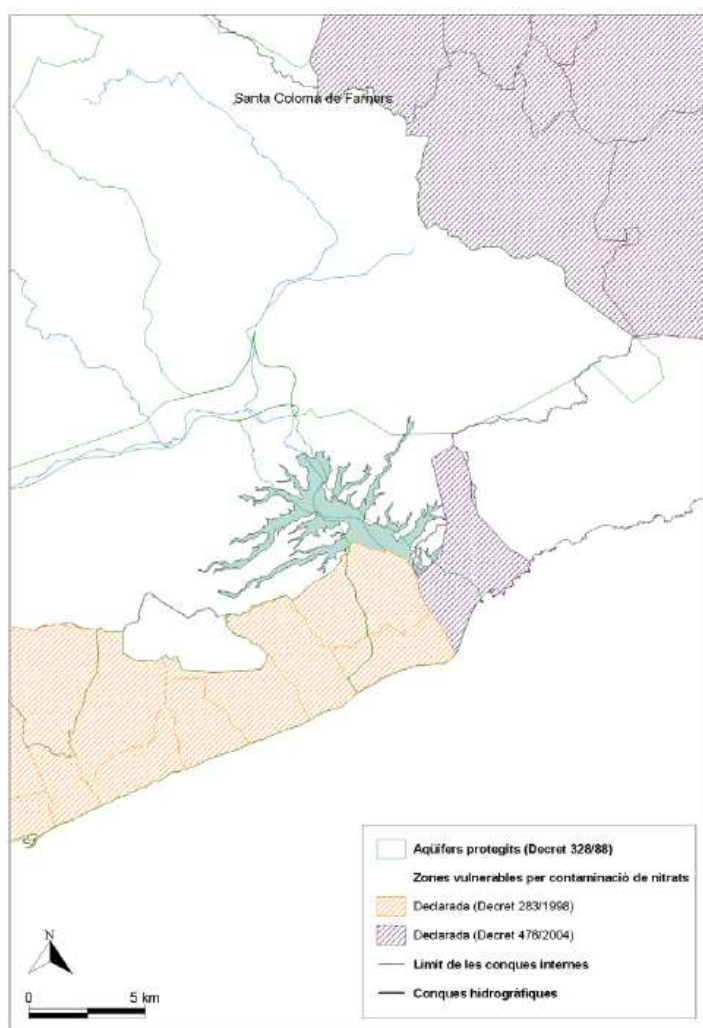 Santa Coloma de Farners
Aqüífers protegits (Decret 328/88)
Zones vulnerables per contaminació de nitrats
Declarada (Decret 283/1998)
Declarada (Decret 476/2004)
Límit de les conques internes
Conques hidrogràfiques
N
0 5 km